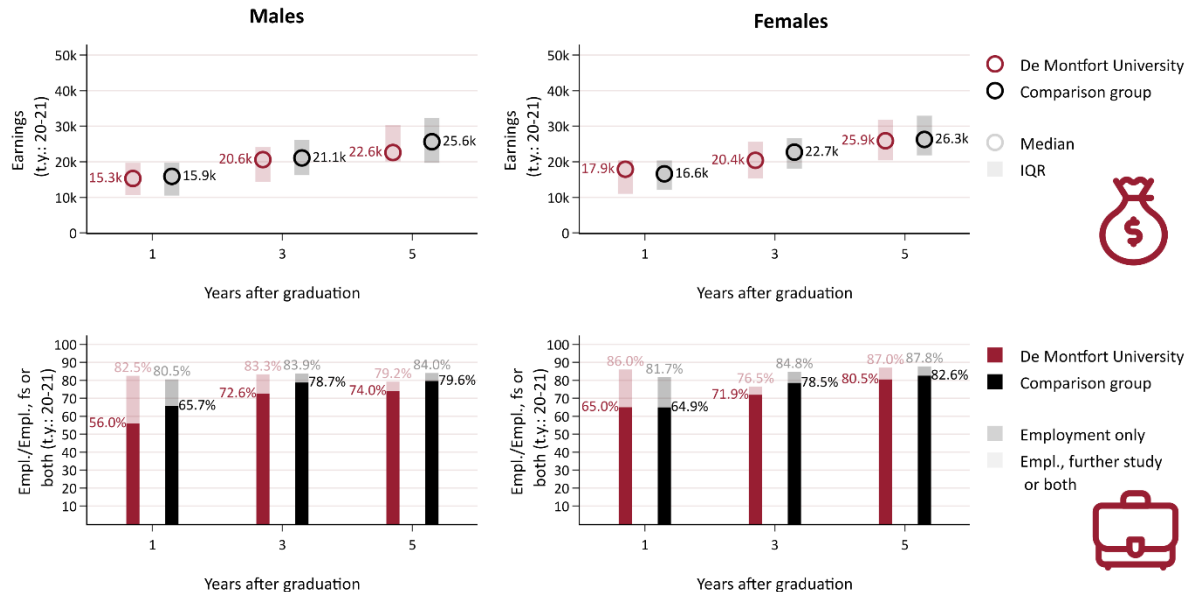 Males
Females
Earnings
(t.y.: 20-21)
50k
40k
30k
20k
10k
0
15.3k
15.9k
20.6k
21.1k
22.6k
25.6k
1
3
5
Years after graduation
Earnings
(t.y.: 20-21)
50k
40k
30k
20k
10k
0
17.9k
16.6k
20.4k
22.7k
25.9k
26.3k
1
3
5
Years after graduation
De Montfort University
Comparison group
Median
IQR
$
Empl./Empl., fs or
both (t.y.: 20-21)
100
90
80
70
60
50
40
30
20
10
82.5%
80.5%
83.3%
83.9%
79.2%
84.0%
56.0%
65.7%
72.6%
78.7%
74.0%
79.6%
1
3
5
Years after graduation
Empl./Empl., fs or
both (t.y.: 20-21)
100
90
80
70
60
50
40
30
20
10
86.0%
81.7%
76.5%
84.8%
87.0%
87.8%
65.0%
64.9%
71.9%
78.5%
80.5%
82.6%
1
3
5
Years after graduation
De Montfort University
Comparison group
Employment only
Empl., further study
or both